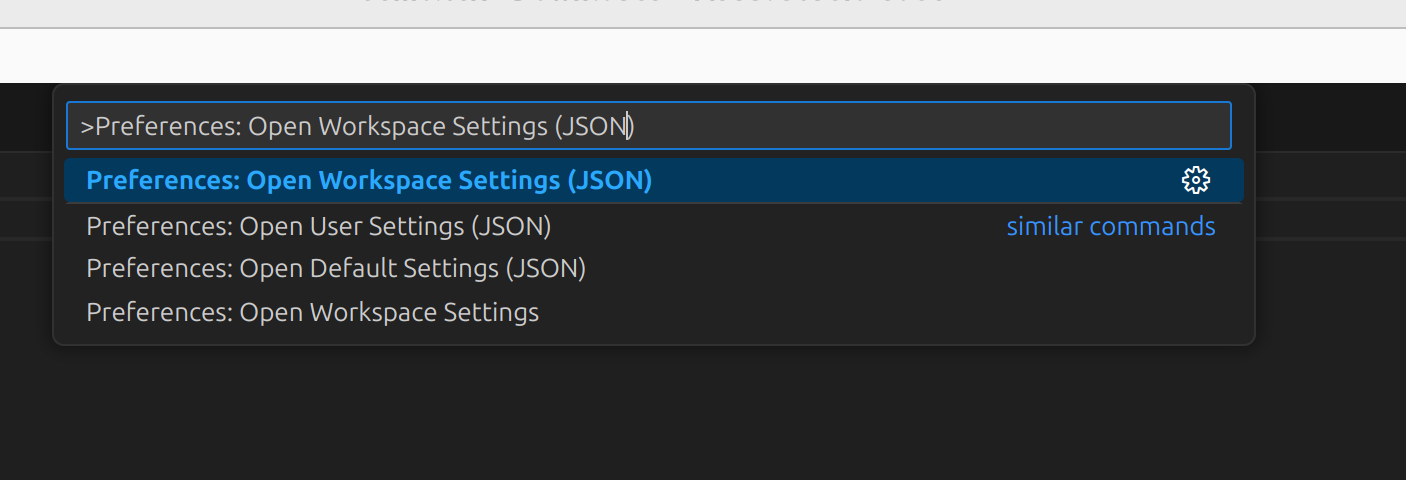 >Preferences: Open Workspace Settings (JSON)
Preferences: Open Workspace Settings (JSON)
Preferences: Open User Settings (JSON) similar commands
Preferences: Open Default Settings (JSON)
Preferences: Open Workspace Settings